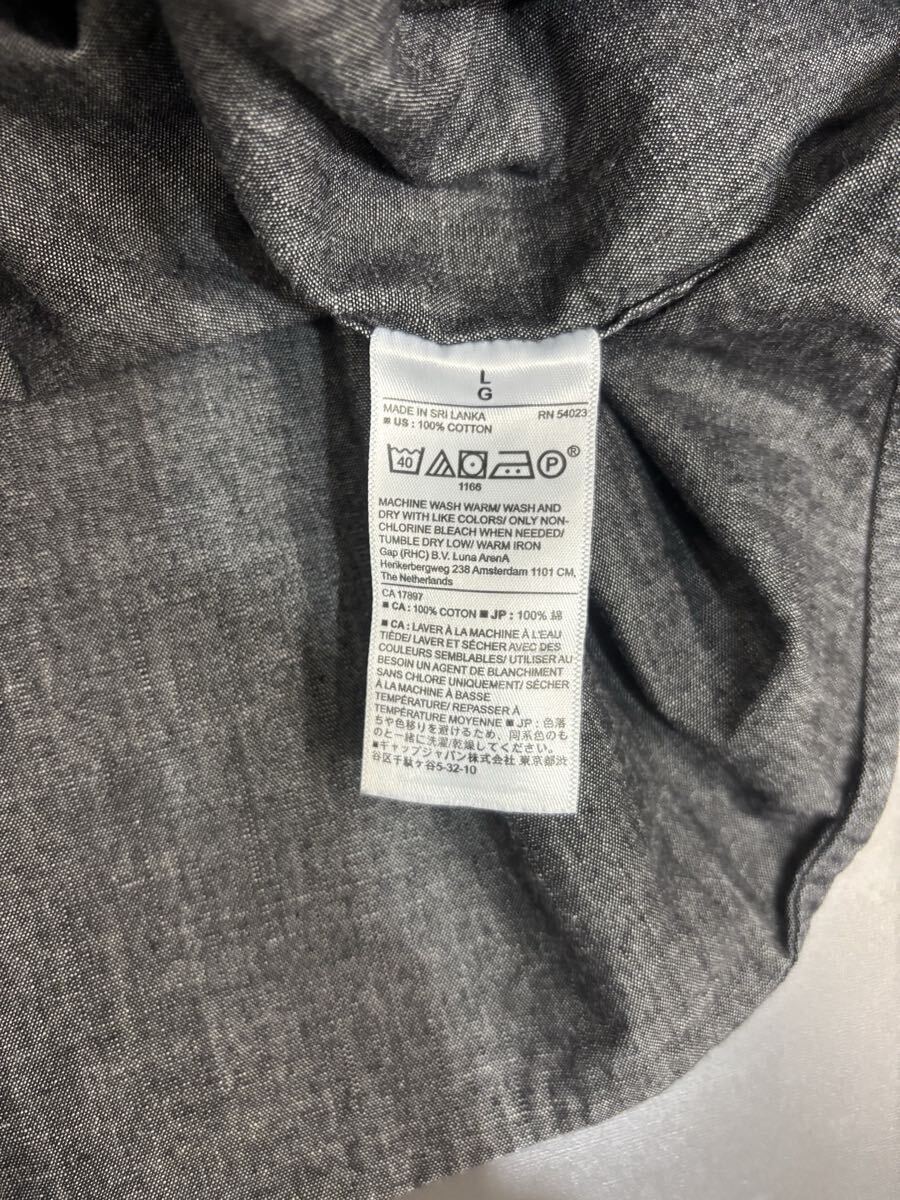 L
G
MADE IN SRI LANKA RN 54023
US : 100% COTTON
40 P ®
1166
MACHINE WASH WARM/ WASH AND
DRY WITH LIKE COLORS/ ONLY NON-
CHLORINE BLEACH WHEN NEEDED/
TUMBLE DRY LOW/ WARM IRON
Gap (RHC) B.V. Luna ArenA
Herikerbergweg 238 Amsterdam 1101 CM,
The Netherlands
CA 17897
■ CA : 100% COTON ■ JP : 100% 綿
■ CA : LAVER À LA MACHINE À L'EAU
TIÈDE/ LAVER ET SÉCHER AVEC DES
COULEURS SEMBLABLES/ UTILISER AU
BESOIN UN AGENT DE BLANCHIMENT
SANS CHLORE UNIQUEMENT/ SÉCHER
À LA MACHINE À BASSE
TEMPÉRATURE/ REPASSER À
TEMPÉRATURE MOYENNE ■ JP : 色落
ちや色移りを避けるため、同系色のも
のと一緒に洗濯/乾燥してください。
■ギャップジャパン株式会社 東京都渋
谷区千駄ヶ谷5-32-10